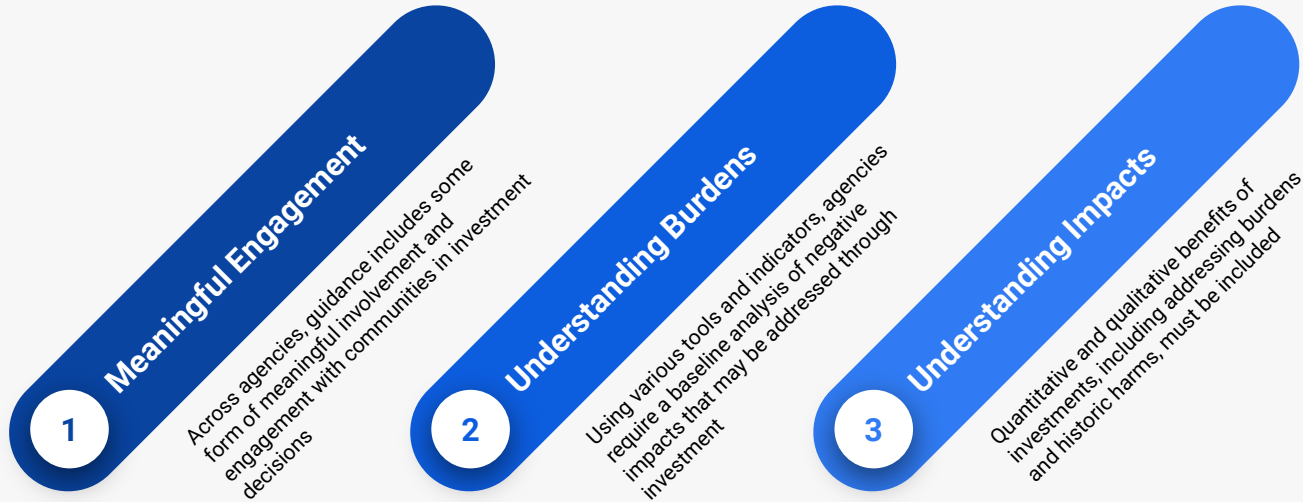 1
Meaningful Engagement
Across agencies, guidance includes some
form of meaningful involvement and
engagement with communities in investment
decisions
2
Understanding Burdens
Using various tools and indicators, agencies
require a baseline analysis of negative
impacts that may be addressed through
investment
3
Understanding Impacts
Quantitative and qualitative benefits of
investments, including addressing burdens
and historic harms, must be included